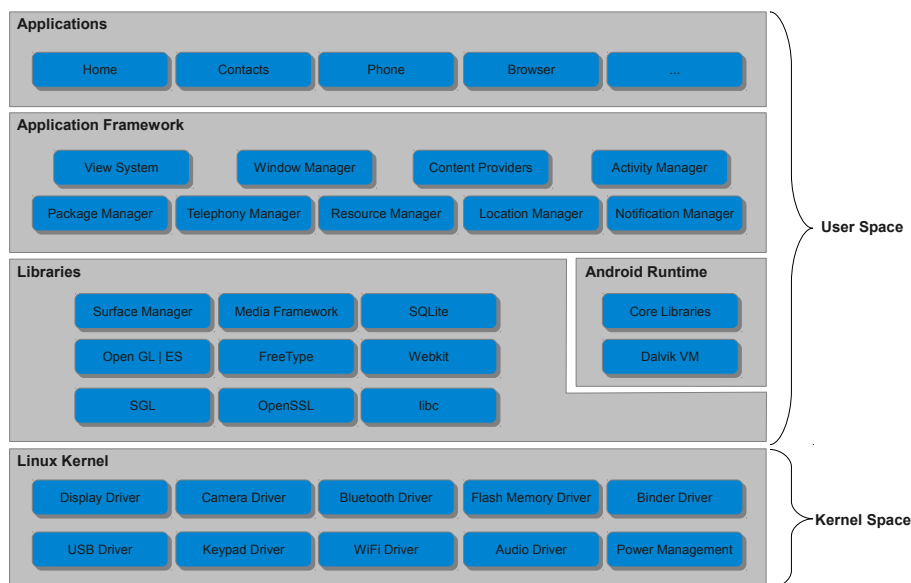 Applications
Home
Contacts
Phone
Browser
...
Application Framework
View System
Window Manager
Content Providers
Activity Manager
Package Manager
Telephony Manager
Resource Manager
Location Manager
Notification Manager
User Space
Libraries
Surface Manager
Media Framework
SQLite
Open GL | ES
FreeType
Webkit
SGL
OpenSSL
libc
Android Runtime
Core Libraries
Dalvik VM
Linux Kernel
Display Driver
Camera Driver
Bluetooth Driver
Flash Memory Driver
Binder Driver
USB Driver
Keypad Driver
WiFi Driver
Audio Driver
Power Management
Kernel Space